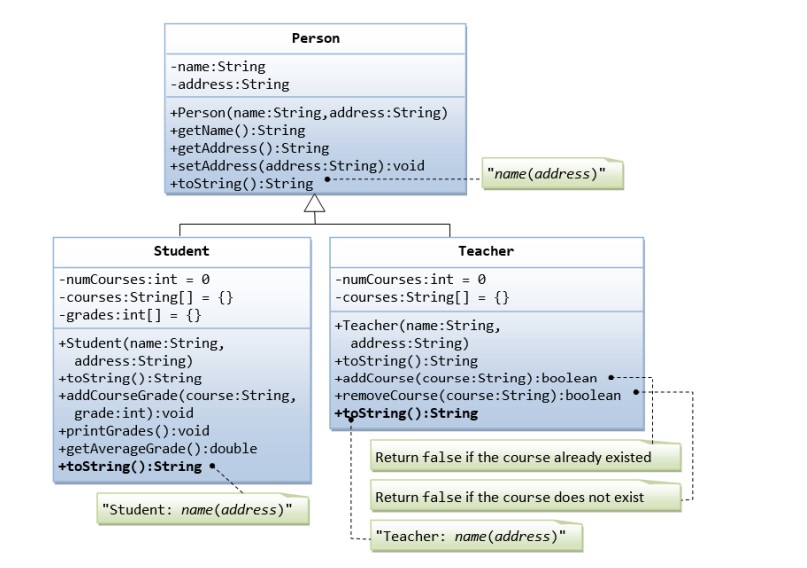 Person
-name:String
-address:String
+Person(name:String,address:String)
+getName():String
+getAddress():String
+setAddress(address:String):void
+toString():String
"name(address)"
Student
-numCourses:int = 0
-courses:String[] = {}
-grades:int[] = {}
+Student(name:String,
address:String)
+toString():String
+addCourseGrade(course:String,
grade:int):void
+printGrades():void
+getAverageGrade():double
+toString():String
"Student: name(address)"
Teacher
-numCourses:int = 0
-courses:String[] = {}
+Teacher(name:String,
address:String)
+toString():String
+addCourse(course:String):boolean
+removeCourse(course:String):boolean
+toString():String
Return false if the course already existed
Return false if the course does not exist
"Teacher: name(address)"